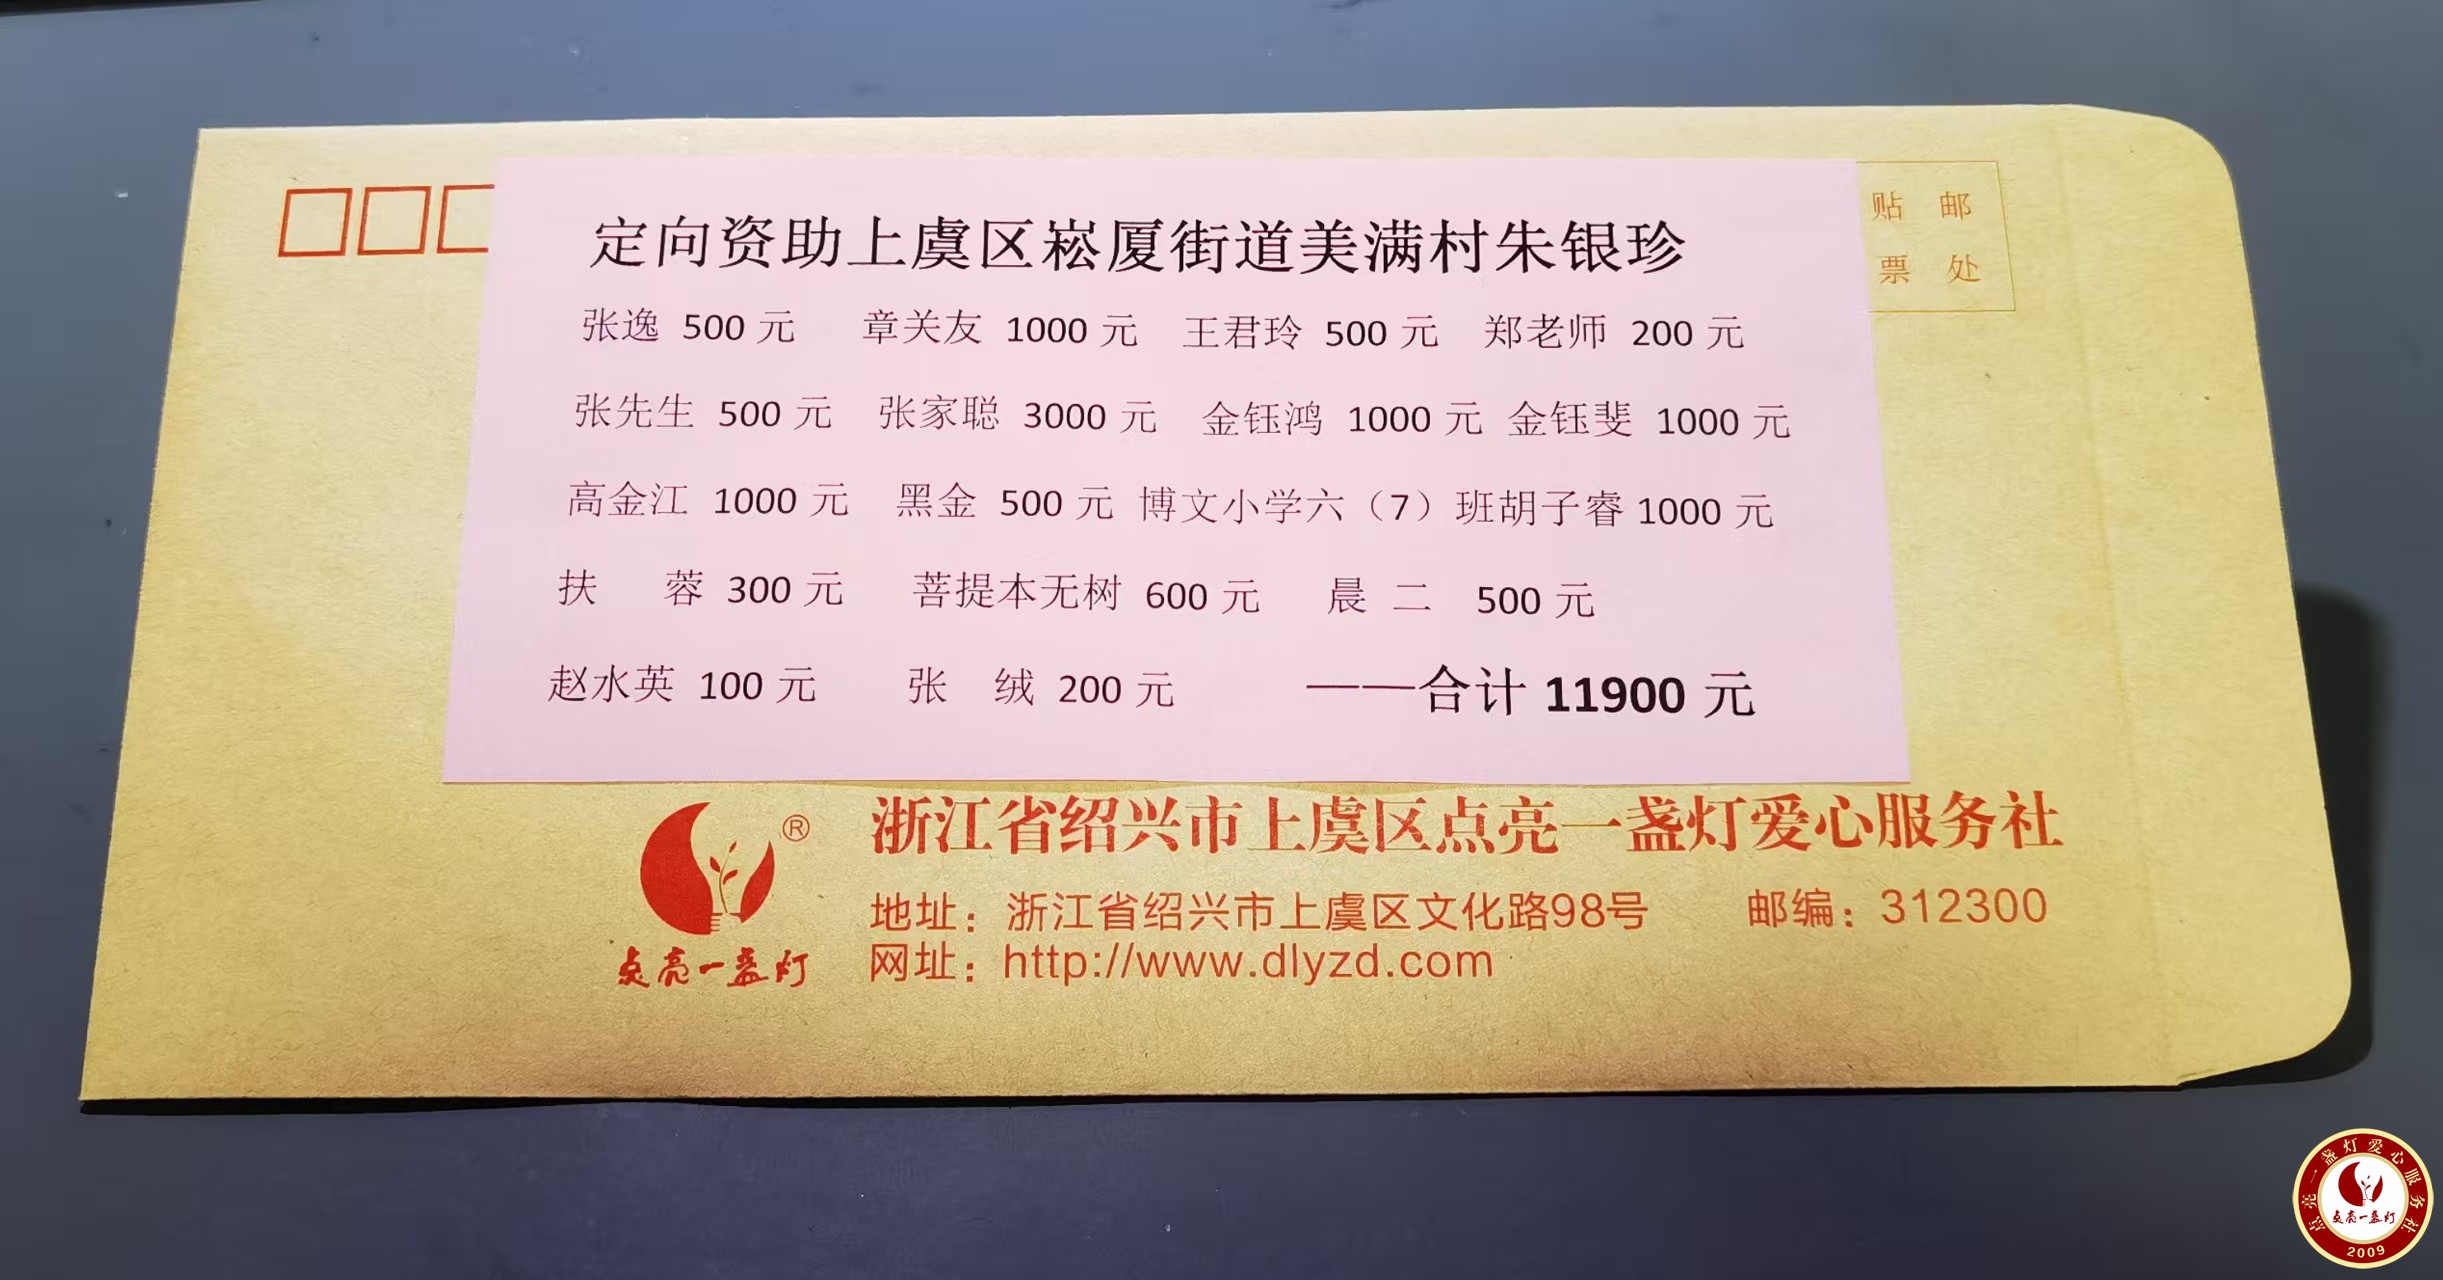 贴 邮
票 处
定向资助上虞区崧厦街道美满村朱银珍
张逸 500 元 章关友 1000 元 王君玲 500 元 郑老师 200 元
张先生 500 元 张家聪 3000 元 金钰鸿 1000 元 金钰斐 1000 元
高金江 1000 元 黑金 500 元 博文小学六（7）班胡子睿 1000 元
扶 蓉 300 元 菩提本无树 600 元 晨 二 500 元
赵水英 100 元 张 绒 200 元 ——合计 11900 元
®
点亮一盏灯
浙江省绍兴市上虞区点亮一盏灯爱心服务社
地址：浙江省绍兴市上虞区文化路98号 邮编：312300
网址：http://www.dlyzd.com
点亮一盏灯爱心服务社
点亮一盏灯
2009